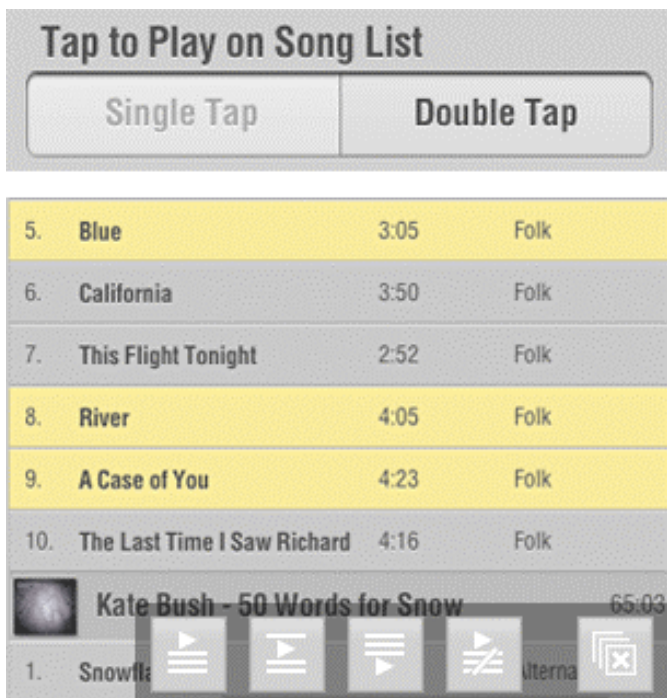 Tap to Play on Song List
Single Tap Double Tap
5. Blue 3:05 Folk
6. California 3:50 Folk
7. This Flight Tonight 2:52 Folk
8. River 4:05 Folk
9. A Case of You 4:23 Folk
10. The Last Time I Saw Richard 4:16 Folk
Kate Bush - 50 Words for Snow 65:03
1.